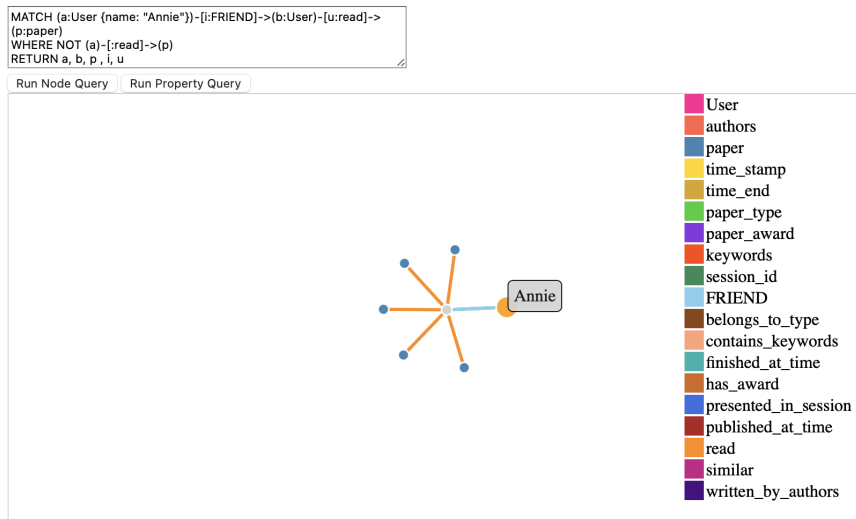 MATCH (a:User {name: "Annie"})-[i:FRIEND]->(b:User)-[u:read]->
(p:paper)
WHERE NOT (a)-[:read]->(p)
RETURN a, b, p , i, u
Run Node Query Run Property Query
User
authors
paper
time_stamp
time_end
paper_type
paper_award
keywords
session_id
Annie
FRIEND
belongs_to_type
contains_keywords
finished_at_time
has_award
presented_in_session
published_at_time
read
similar
written_by_authors